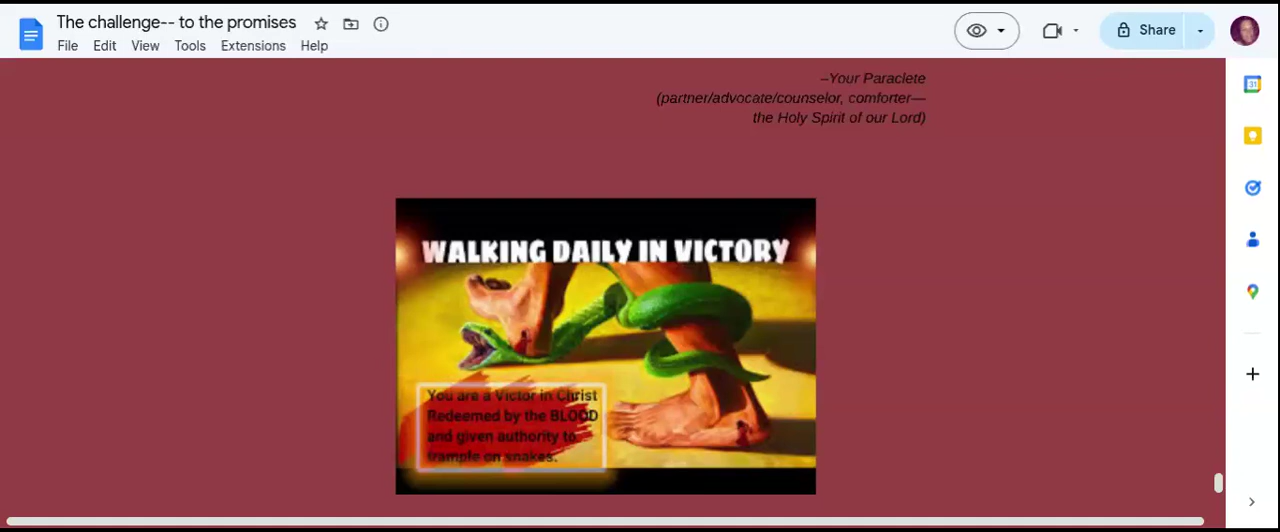 The challenge-- to the promises
File Edit View Tools Extensions Help
Share
31
–Your Paraclete
(partner/advocate/counselor, comforter—
the Holy Spirit of our Lord)
WALKING DAILY IN VICTORY
You are a Victor in Christ
Redeemed by the BLOOD
and given authority to
trample on snakes.